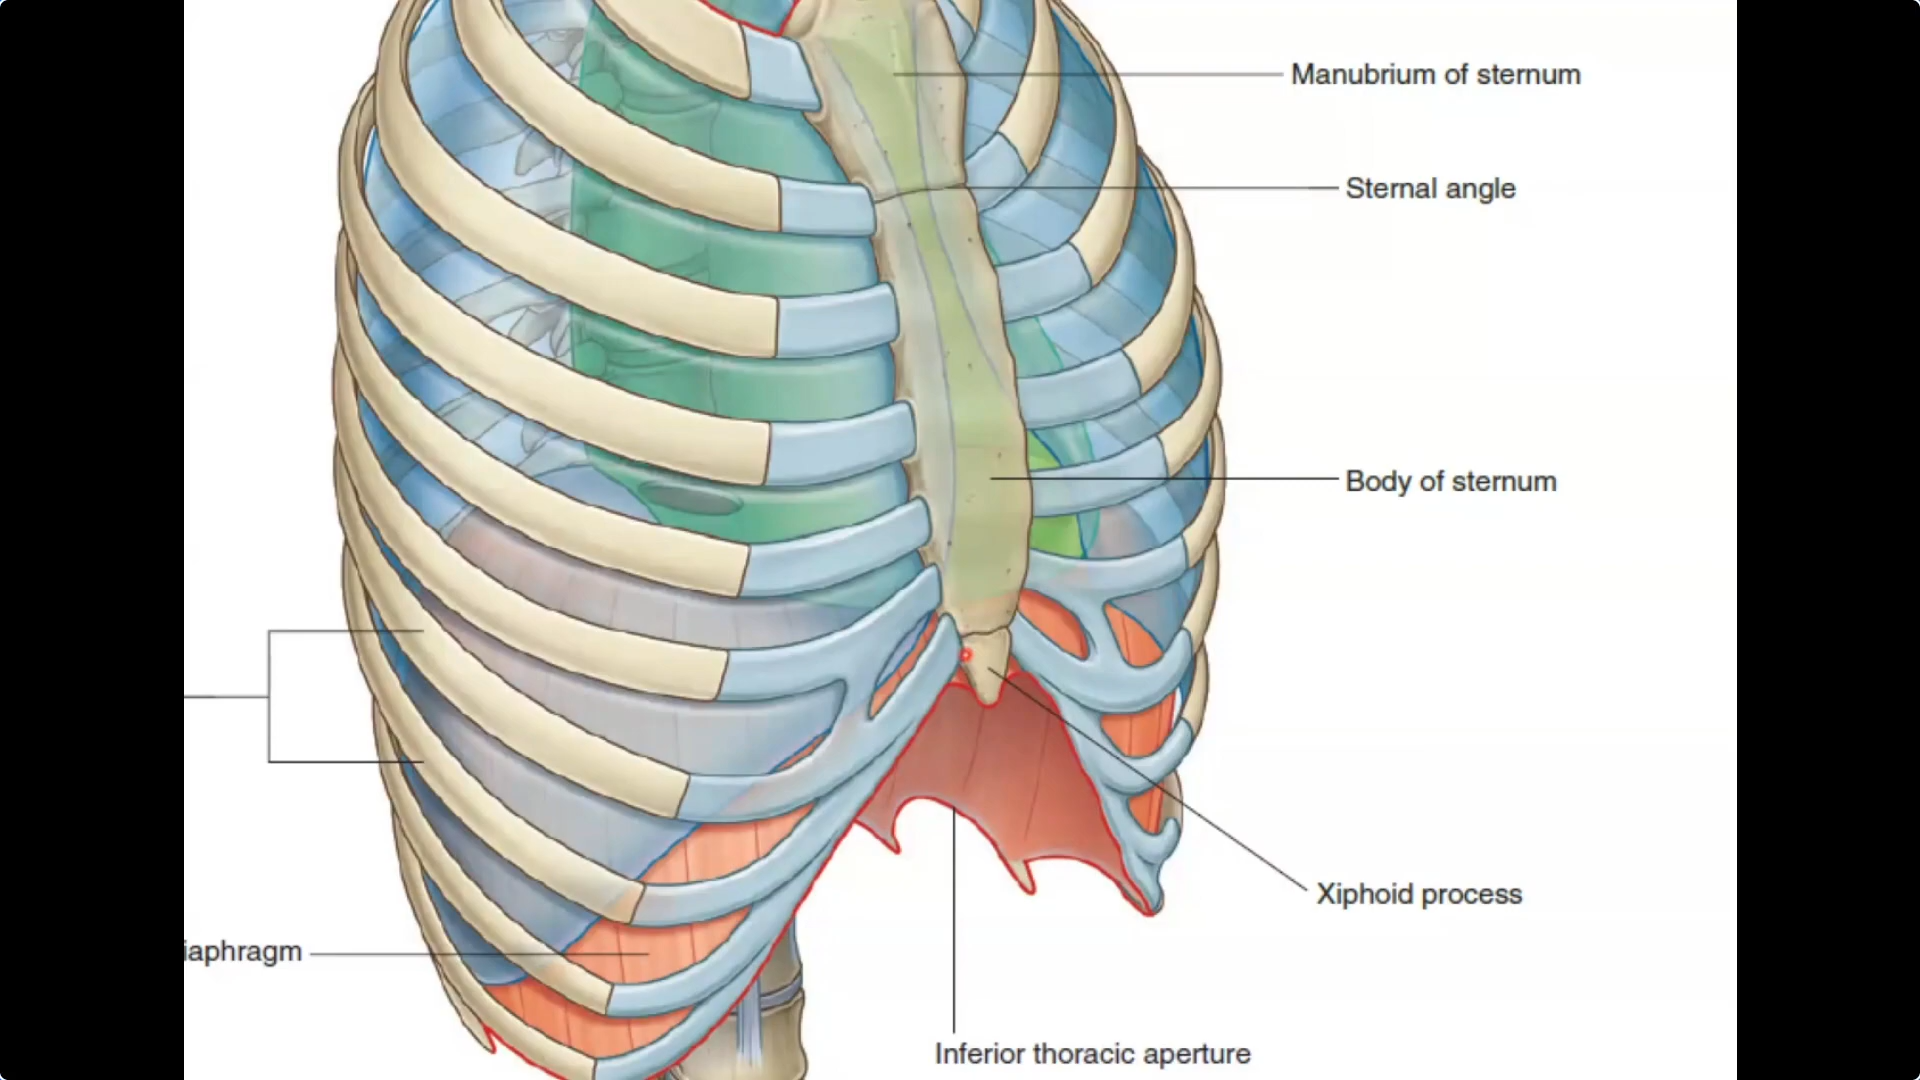 Manubrium of sternum
Sternal angle
Body of sternum
Xiphoid process
iaphragm
Inferior thoracic aperture